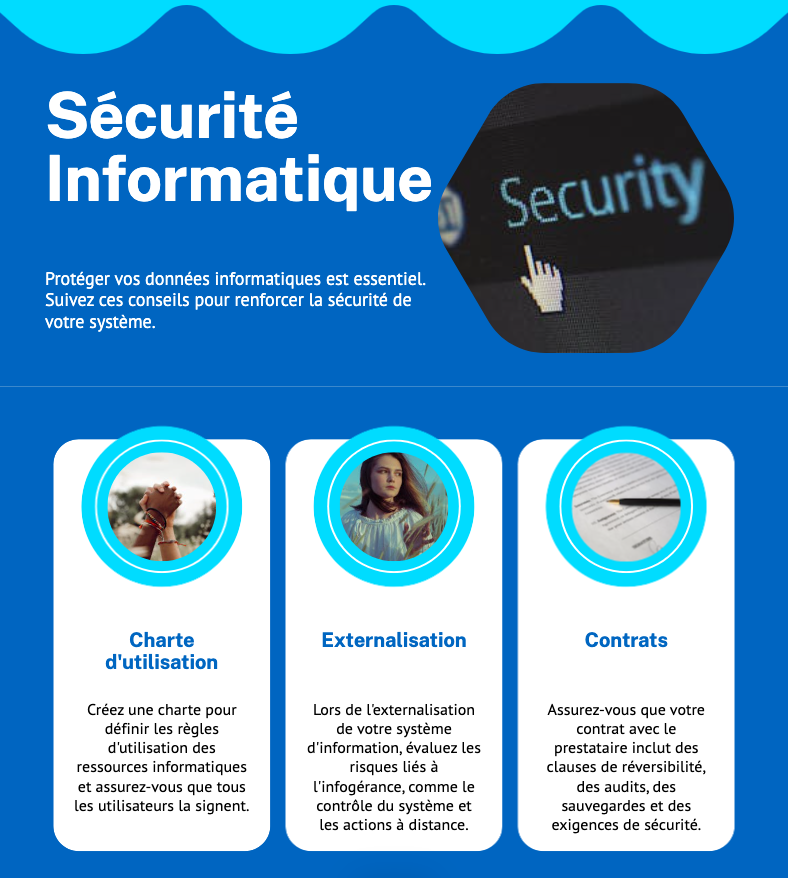 Sécurité
Informatique
Security
Protéger vos données informatiques est essentiel.
Suivez ces conseils pour renforcer la sécurité de
votre système.
Charte
d'utilisation
Créez une charte pour
définir les règles
d'utilisation des
ressources informatiques
et assurez-vous que tous
les utilisateurs la signent.
Externalisation
Lors de l'externalisation
de votre système
d'information, évaluez les
risques liés à
l'infogérance, comme le
contrôle du système et
les actions à distance.
Contrats
Assurez-vous que votre
contrat avec le
prestataire inclut des
clauses de réversibilité,
des audits, des
sauvegardes et des
exigences de sécurité.